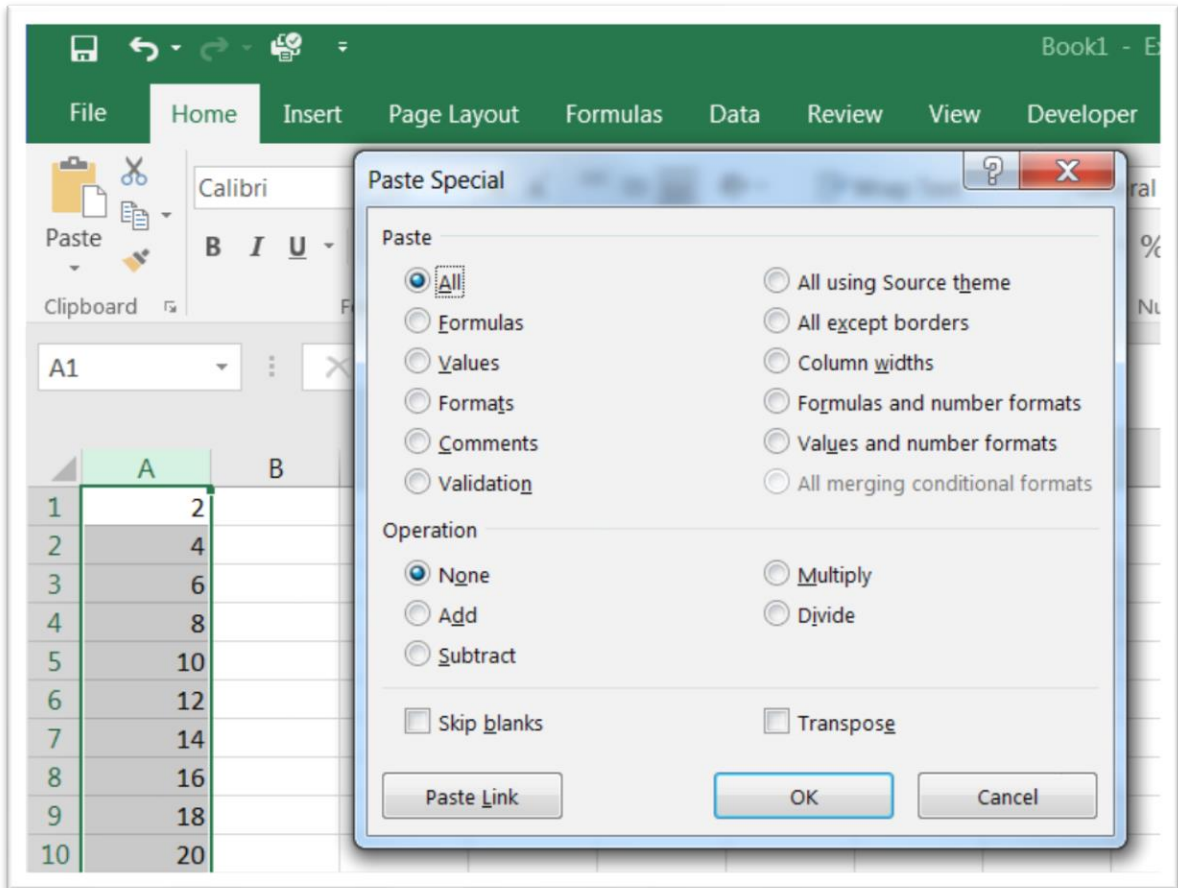 Book1 - E
File Home Insert Page Layout Formulas Data Review View Developer
Paste Special
Calibri
ral
Paste
B I U
%
Clipboard
Paste
All
All using Source theme
Formulas
All except borders
Values
Column widths
Formats
Formulas and number formats
Comments
Values and number formats
Validation
All merging conditional formats
A1
A B
1 2
2 4
3 6
4 8
5 10
6 12
7 14
8 16
9 18
10 20
Operation
None
Multiply
Add
Divide
Subtract
Skip blanks
Transpose
Paste Link
OK
Cancel